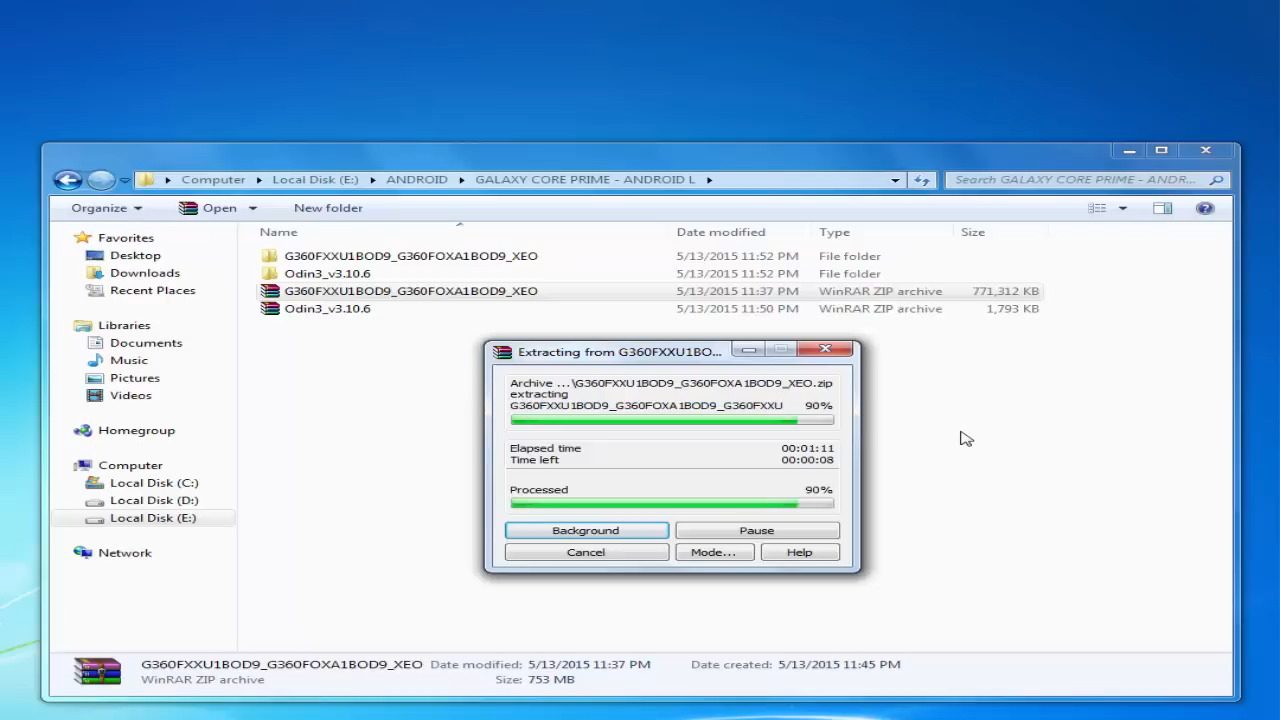 Computer ▸ Local Disk (E:) ▸ ANDROID ▸ GALAXY CORE PRIME - ANDROID L ▸ Search GALAXY CORE PRIME - ANDR...
Organize Open New folder
Name Date modified Type Size
Favorites
Desktop
Downloads
Recent Places
Libraries
Documents
Music
Pictures
Videos
Homegroup
Computer
Local Disk (C:)
Local Disk (D:)
Local Disk (E:)
Network
G360FXXU1BOD9_G360FOXA1BOD9_XEO 5/13/2015 11:52 PM File folder
Odin3_v3.10.6 5/13/2015 11:52 PM File folder
G360FXXU1BOD9_G360FOXA1BOD9_XEO 5/13/2015 11:37 PM WinRAR ZIP archive 771,312 KB
Odin3_v3.10.6 5/13/2015 11:50 PM WinRAR ZIP archive 1,793 KB
Extracting from G360FXXU1BO...
Archive ...\G360FXXU1BOD9_G360FOXA1BOD9_XEO.zip
extracting
G360FXXU1BOD9_G360FOXA1BOD9_G360FXXU 90%
Elapsed time 00:01:11
Time left 00:00:08
Processed 90%
Background Pause
Cancel Mode... Help
G360FXXU1BOD9_G360FOXA1BOD9_XEO Date modified: 5/13/2015 11:37 PM Date created: 5/13/2015 11:45 PM
WinRAR ZIP archive Size: 753 MB